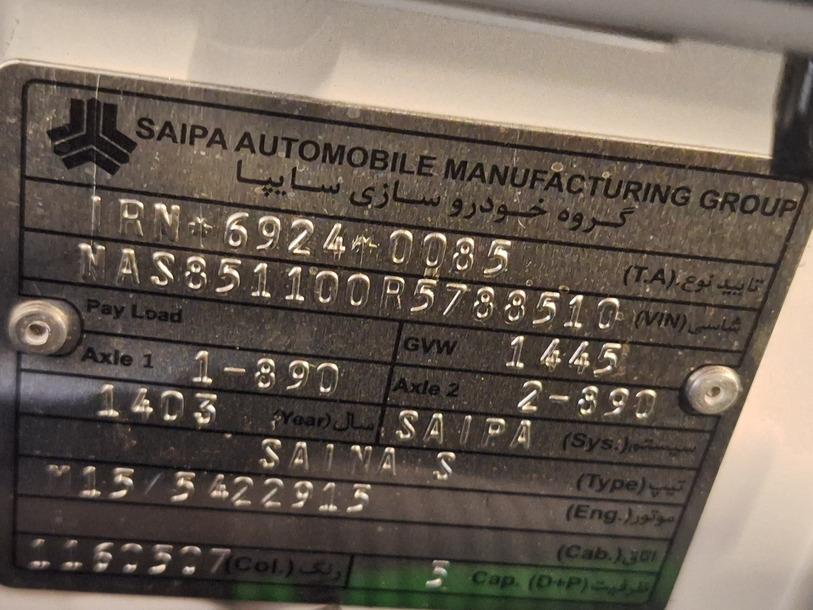 SAIPA AUTOMOBILE MANUFACTURING GROUP
گروه خودرو سازی سایپا
IRN*6924*0085 تایید نوع.(T.A)
NAS851100R5788510 شاسی(VIN)
Pay Load GVW 1445
Axle 1 1-890 Axle 2 2-890
1403 سال(Year) SAIPA سیستم(Sys.)
SAINA S تیپ(Type)
M15/5422915 موتور(Eng.)
اتاق(Cab.)
رنگ(Col.) 5 ظرفیت(D+P) Cap.